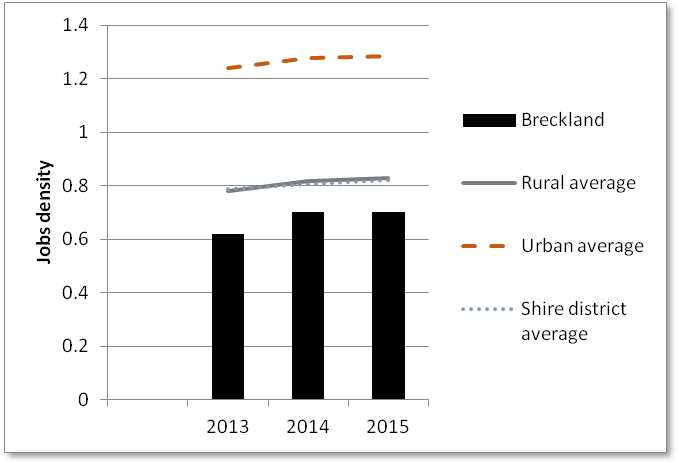 1.4
1.2
1
0.8
0.6
0.4
0.2
0
Jobs density
2013 2014 2015
Breckland
Rural average
Urban average
Shire district
average